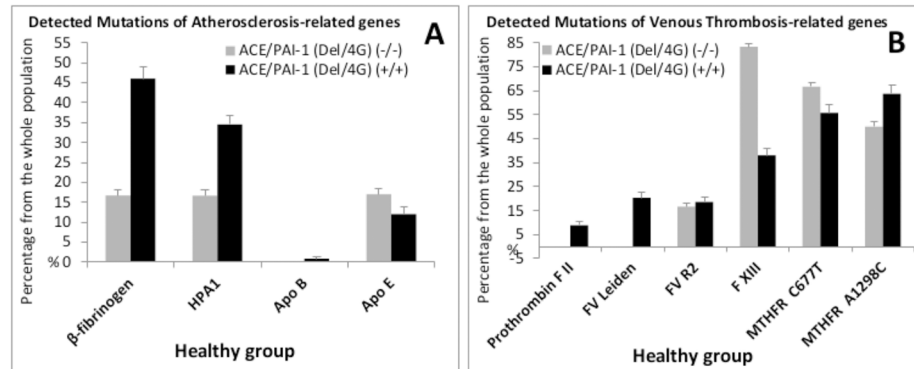 Detected Mutations of Atherosclerosis-related genes
A
ACE/PAI-1 (Del/4G) (-/-)
ACE/PAI-1 (Del/4G) (+/+)
Percentage from the whole population
55
50
45
40
35
30
25
20
15
10
5
% 0
β-fibrinogen
HPA1
Apo B
Apo E
Healthy group
Detected Mutations of Venous Thrombosis-related genes
B
ACE/PAI-1 (Del/4G) (-/-)
ACE/PAI-1 (Del/4G) (+/+)
Percentage from the whole population
85
75
65
55
45
35
25
15
5
%
-5
Prothrombin F II
FV Leiden
FV R2
F XIII
MTHFR C677T
MTHFR A1298C
Healthy group